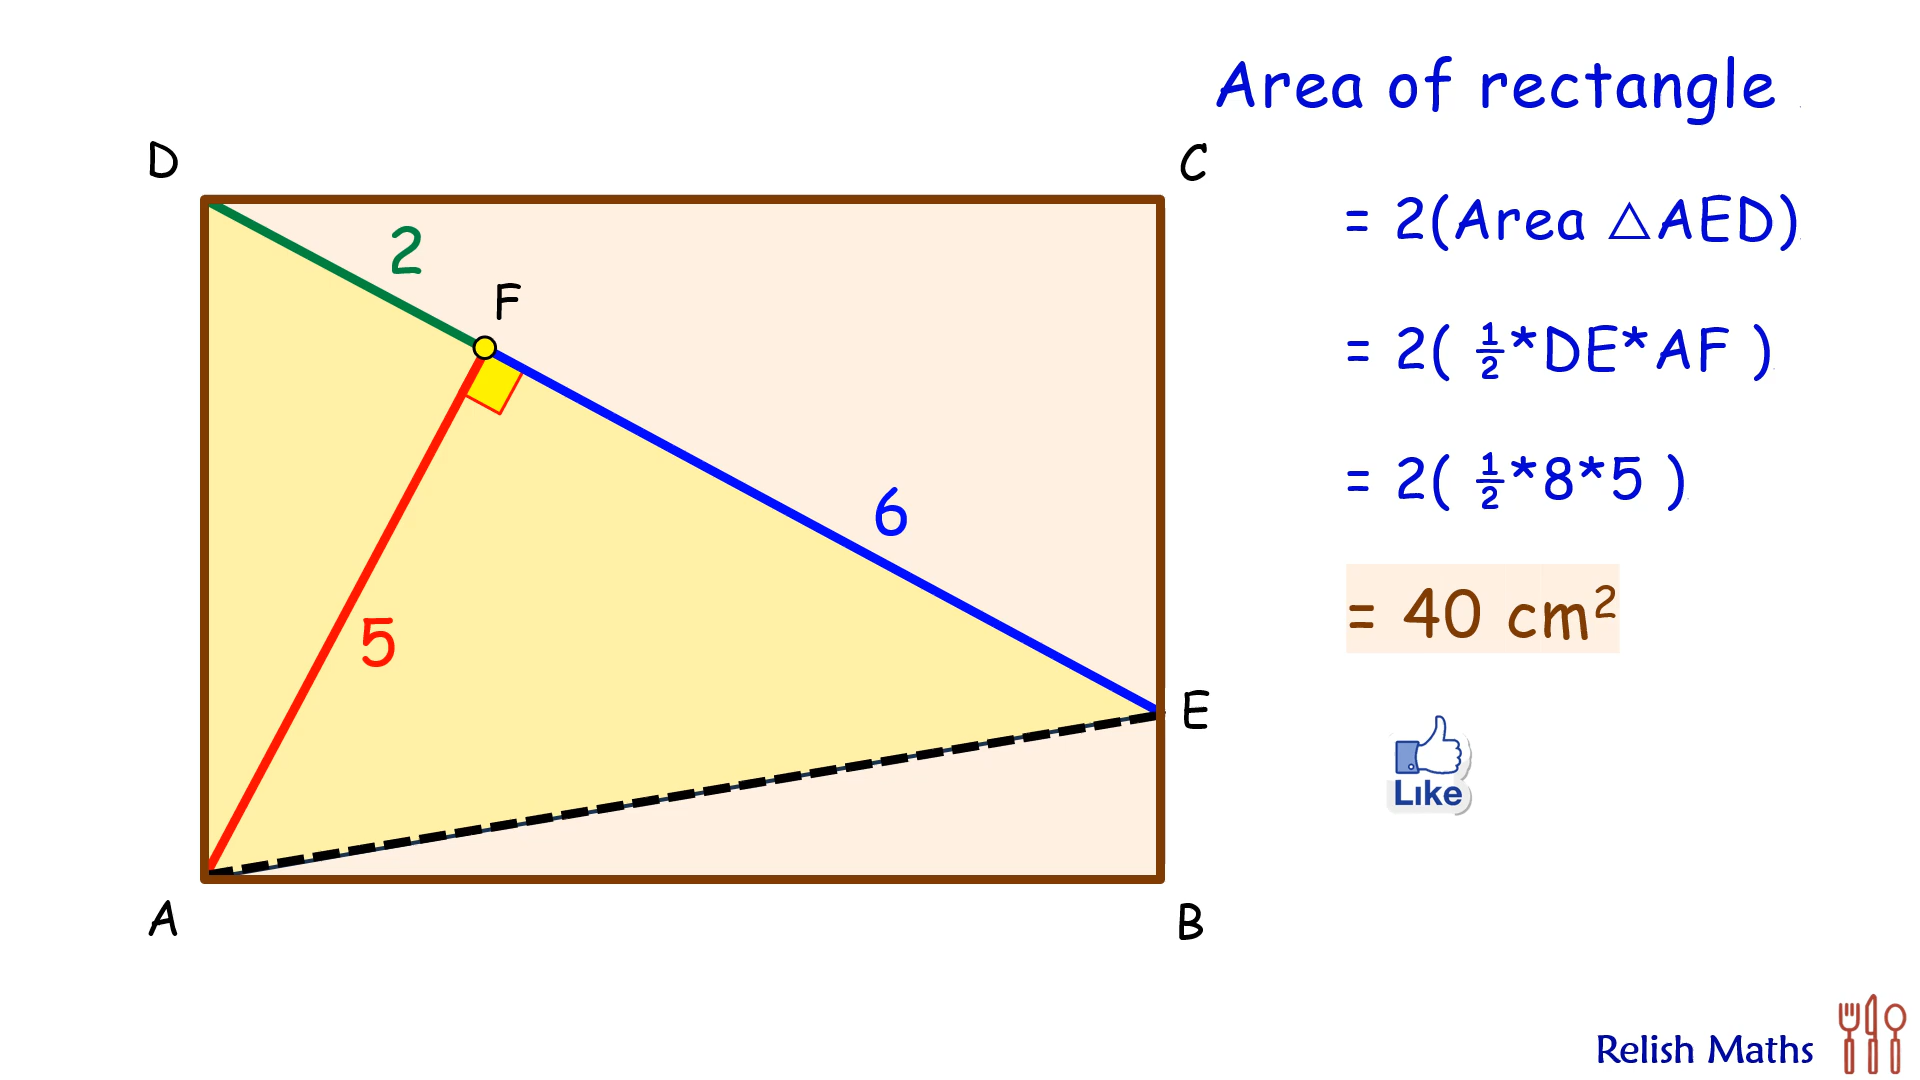 Area of rectangle
D
C
2
= 2(Area △AED)
F
= 2( ½*DE*AF )
= 2( ½*8*5 )
6
5
= 40 cm²
E
Like
A
B
Relish Maths